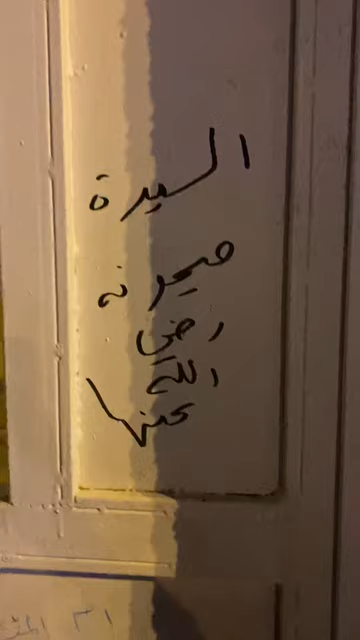 السيدة
ميمونة
رضي
الله
عنها